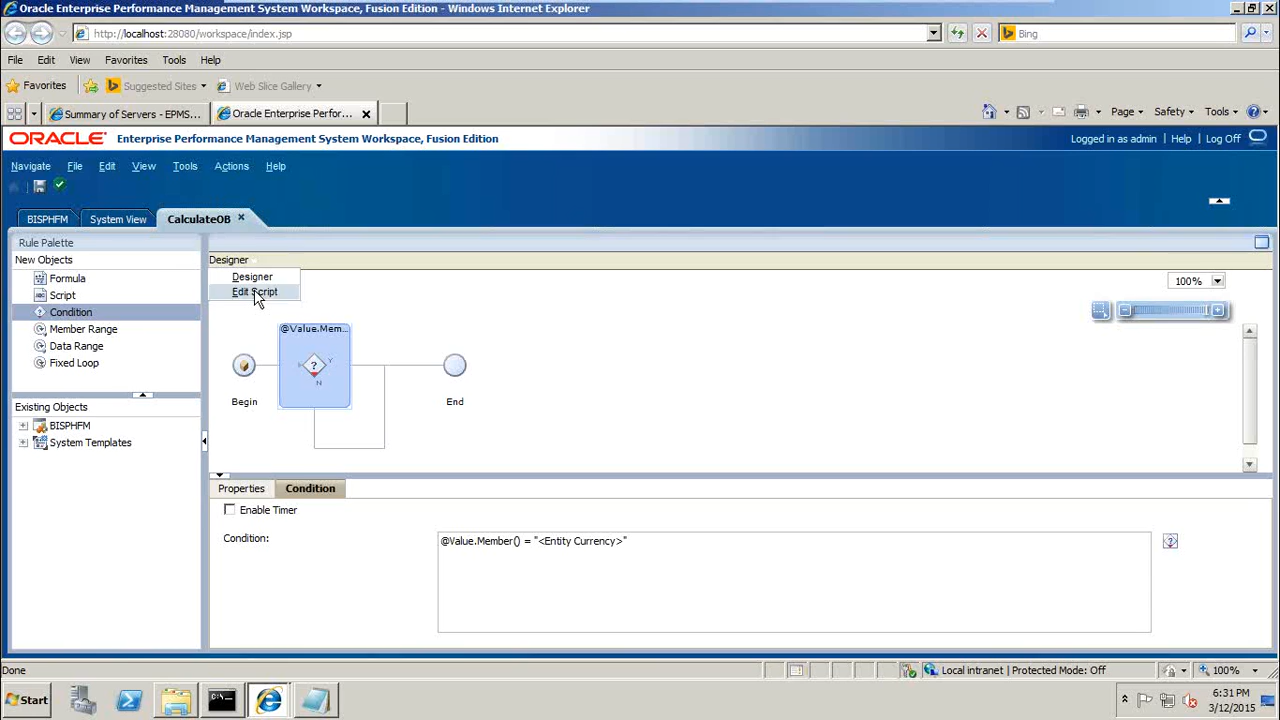 Oracle Enterprise Performance Management System Workspace, Fusion Edition - Windows Internet Explorer
http://localhost:28080/workspace/index.jsp
Bing
File Edit View Favorites Tools Help
Favorites Suggested Sites Web Slice Gallery
Summary of Servers - EPMS... Oracle Enterprise Perfor... Page Safety Tools
ORACLE Enterprise Performance Management System Workspace, Fusion Edition Logged in as admin | Help | Log Off
Navigate File Edit View Tools Actions Help
BISPHFM System View CalculateOB
Rule Palette
New Objects
Formula
Script
Condition
Member Range
Data Range
Fixed Loop
Existing Objects
BISPHFM
System Templates
Designer
Designer
Edit Script
100%
@Value.Mem...
? Y
N
Begin
End
Properties Condition
Enable Timer
Condition:
@Value.Member() = "<Entity Currency>"
Done
Local intranet | Protected Mode: Off
100%
Start
6:31 PM
3/12/2015